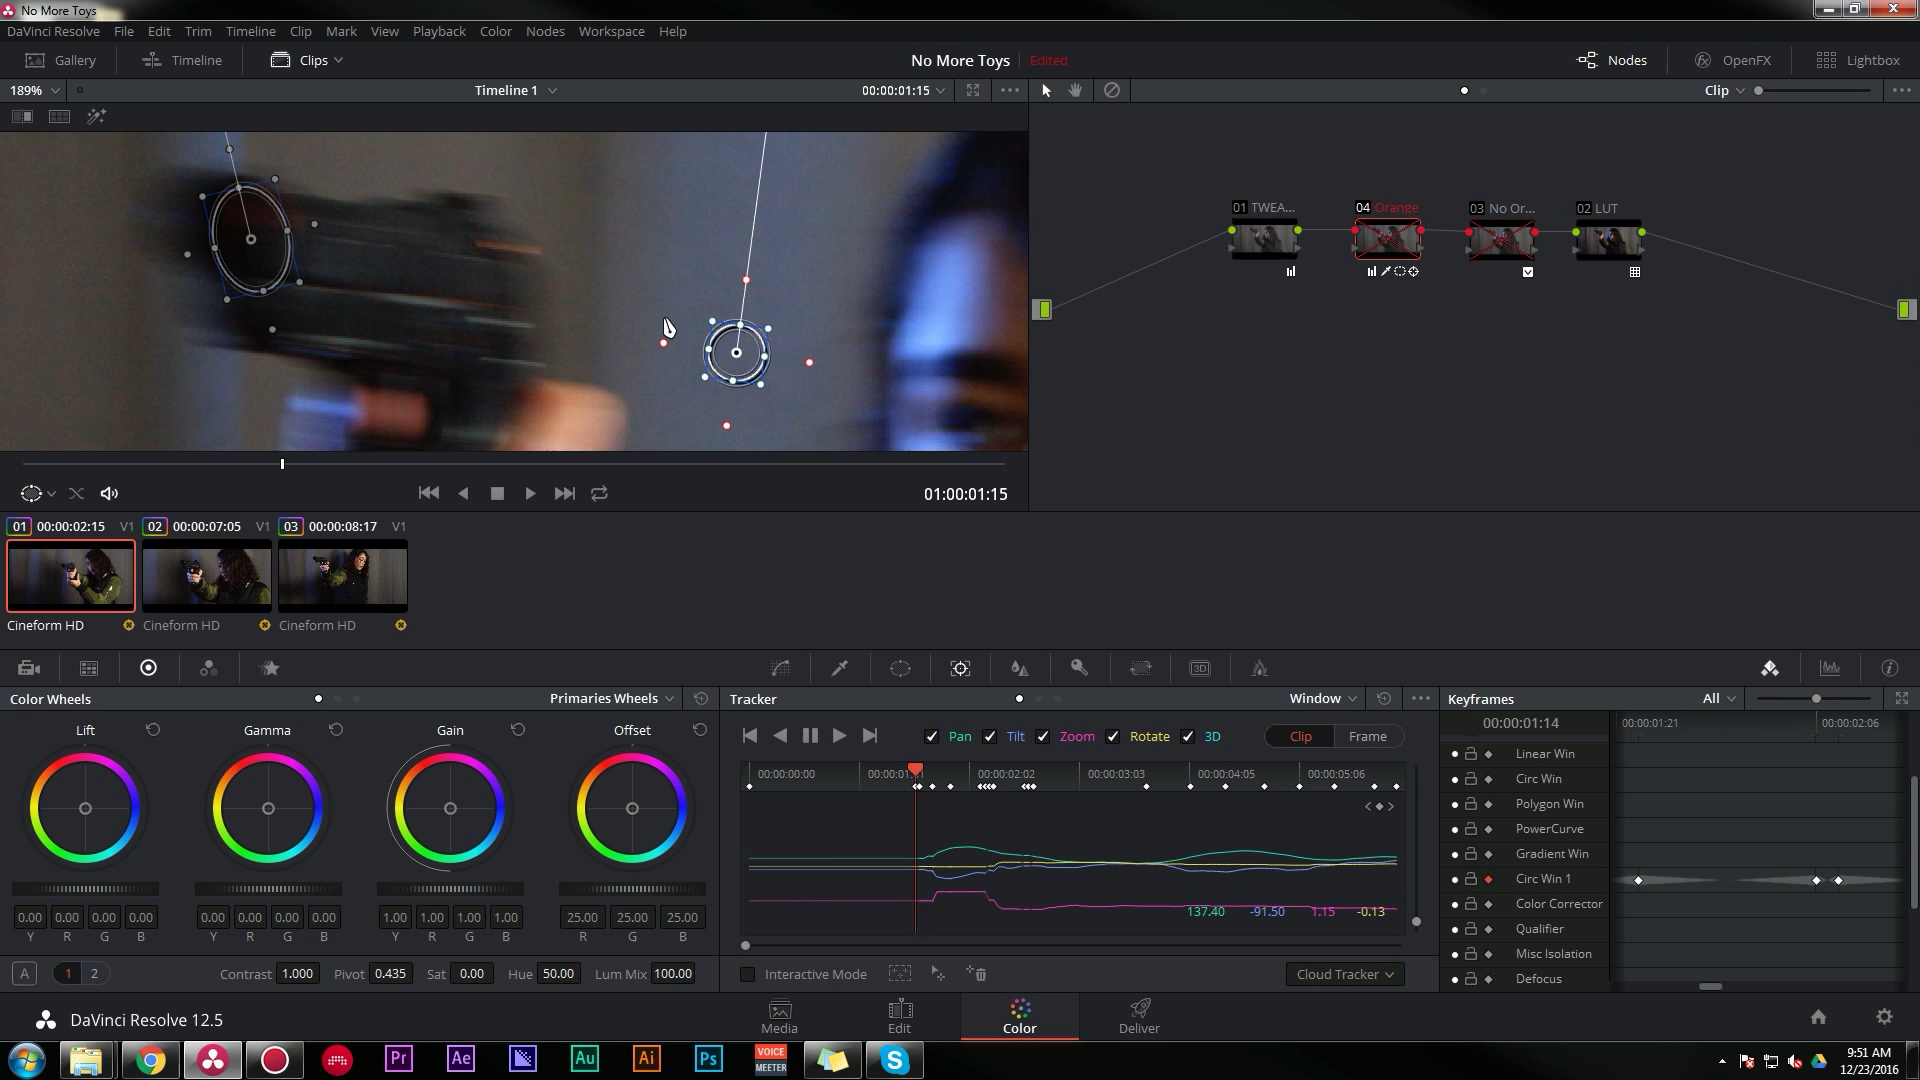 No More Toys
DaVinci Resolve File Edit Trim Timeline Clip Mark View Playback Color Nodes Workspace Help
Gallery Timeline Clips No More Toys Edited Nodes OpenFX Lightbox
189% Timeline 1 00:00:01:15 Clip
01 TWEA... 04 Orange 03 No Or... 02 LUT
01:00:01:15
01 00:00:02:15 V1 02 00:00:07:05 V1 03 00:00:08:17 V1
Cineform HD Cineform HD Cineform HD
3D
Color Wheels Primaries Wheels Tracker Window Keyframes All
Lift Gamma Gain Offset
Pan Tilt Zoom Rotate 3D Clip Frame
00:00:01:14 00:00:01:21 00:00:02:06
00:00:00:00 00:00:02:02 00:00:03:03 00:00:04:05 00:00:05:06
Linear Win
Circ Win
Polygon Win
PowerCurve
Gradient Win
Circ Win 1
Color Corrector
Qualifier
Misc Isolation
Defocus
137.40 -91.50 1.15 -0.13
0.00 0.00 0.00 0.00 0.00 0.00 0.00 0.00 1.00 1.00 1.00 1.00 25.00 25.00 25.00
Y R G B Y R G B Y R G B R G B
A 1 2 Contrast 1.000 Pivot 0.435 Sat 0.00 Hue 50.00 Lum Mix 100.00
Interactive Mode Cloud Tracker
DaVinci Resolve 12.5 Media Edit Color Deliver
Pr Ae Au Ai Ps VOICE MEETER S
9:51 AM
12/23/2016